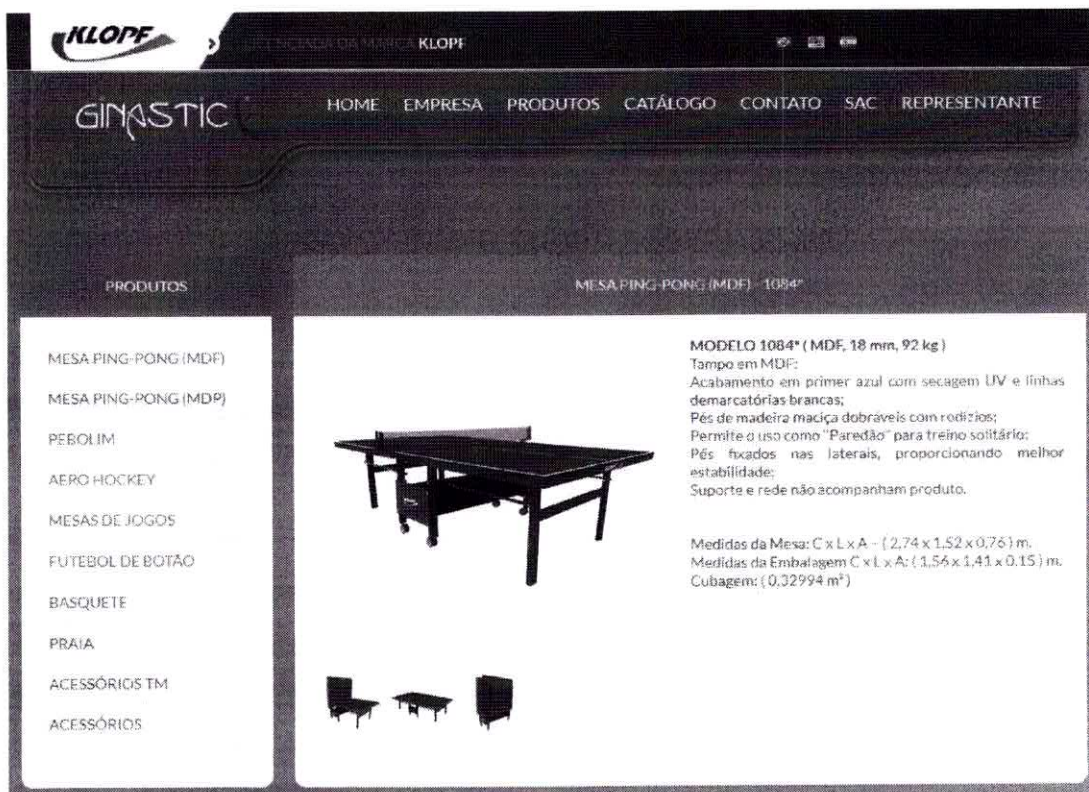 KLOPF
DA MARCA KLOPF
GINASTIC
HOME EMPRESA PRODUTOS CATÁLOGO CONTATO SAC REPRESENTANTE
PRODUTOS
MESA PING-PONG (MDF)
MESA PING-PONG (MDP)
PEBOLIM
AERO HOCKEY
MESAS DE JOGOS
FUTEBOL DE BOTÃO
BASQUETE
PRAIA
ACESSÓRIOS TM
ACESSÓRIOS
MESA PING-PONG (MDF) - 1084*
MODELO 1084* ( MDF, 18 mm, 92 kg )
Tampo em MDF:
Acabamento em primer azul com secagem UV e linhas
demarcatórias brancas;
Pés de madeira maciça dobraveis com rodizios;
Permite o uso como "Paredão" para treino solitário;
Pés fixados nas laterais, proporcionando melhor
estabilidade;
Suporte e rede não acompanham produto.
Medidas da Mesa: C x L x A - ( 2,74 x 1,52 x 0,76 ) m.
Medidas da Embalagem C x L x A: ( 1,56 x 1,41 x 0,15 ) m.
Cubagem: ( 0,32994 m³ )